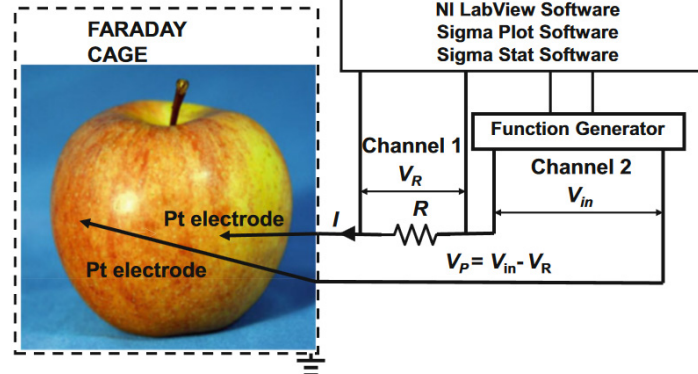 NI LabView Software
Sigma Plot Software
Sigma Stat Software
FARADAY
CAGE
Function Generator
Channel 1
V_R
R
Channel 2
V_in
Pt electrode
I
Pt electrode
V_P = V_in - V_R